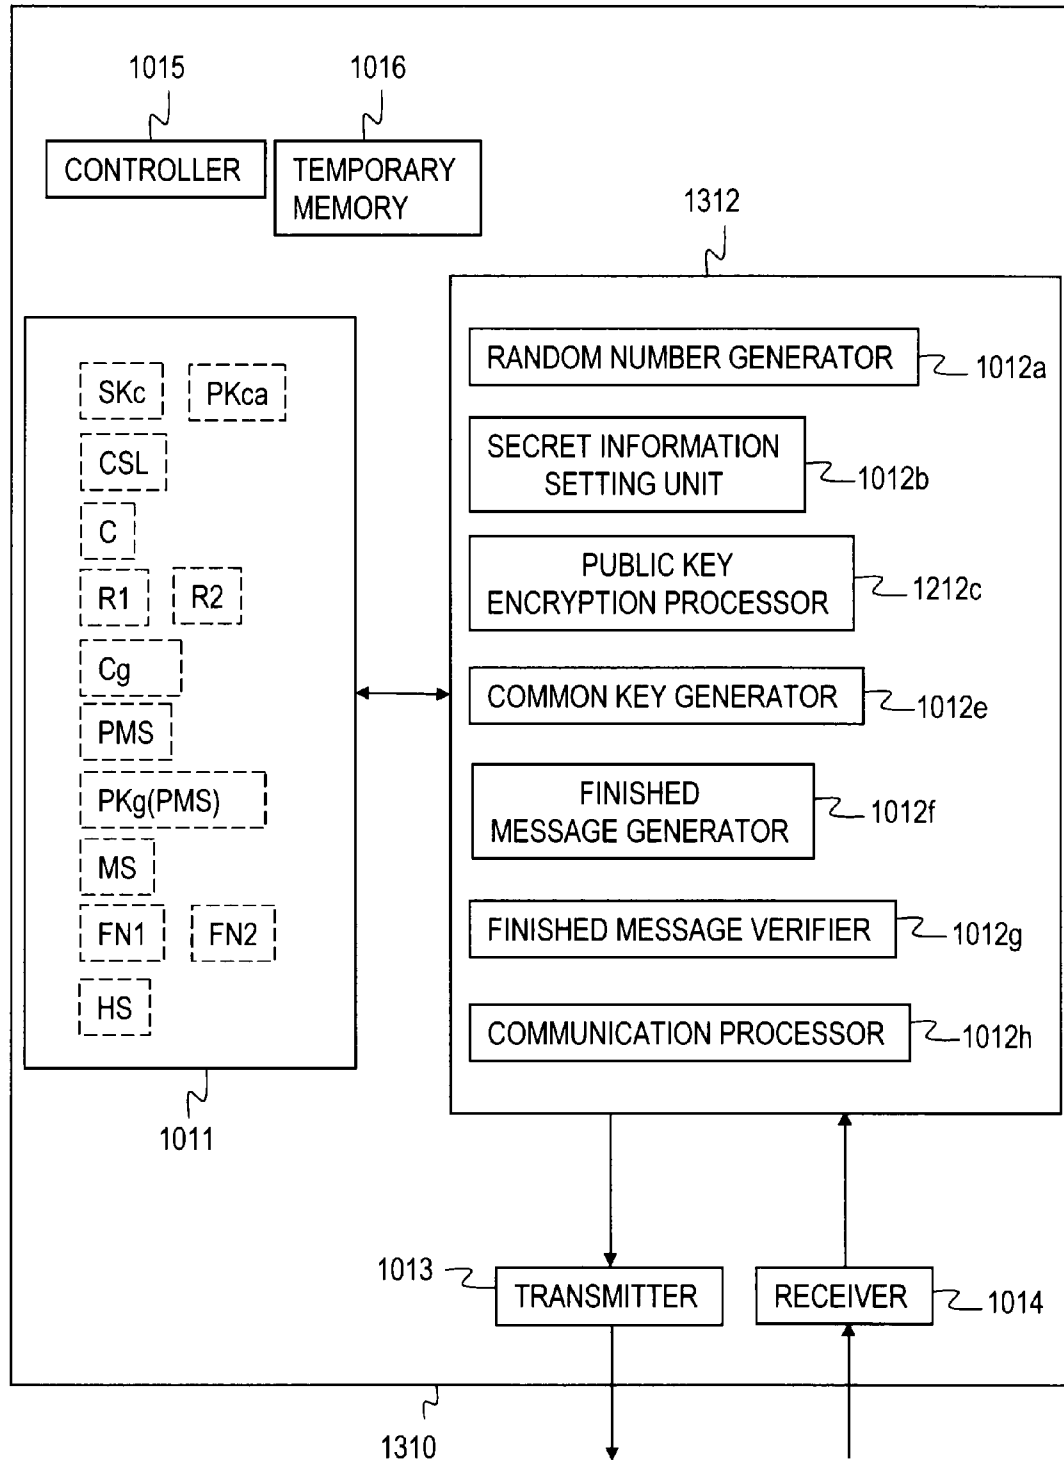 1015
1016
CONTROLLER
TEMPORARY
MEMORY
1312
SKc
PKca
CSL
C
R1
R2
Cg
PMS
PKg(PMS)
MS
FN1
FN2
HS
1011
RANDOM NUMBER GENERATOR
1012a
SECRET INFORMATION
SETTING UNIT
1012b
PUBLIC KEY
ENCRYPTION PROCESSOR
1212c
COMMON KEY GENERATOR
1012e
FINISHED
MESSAGE GENERATOR
1012f
FINISHED MESSAGE VERIFIER
1012g
COMMUNICATION PROCESSOR
1012h
1013
TRANSMITTER
RECEIVER
1014
1310